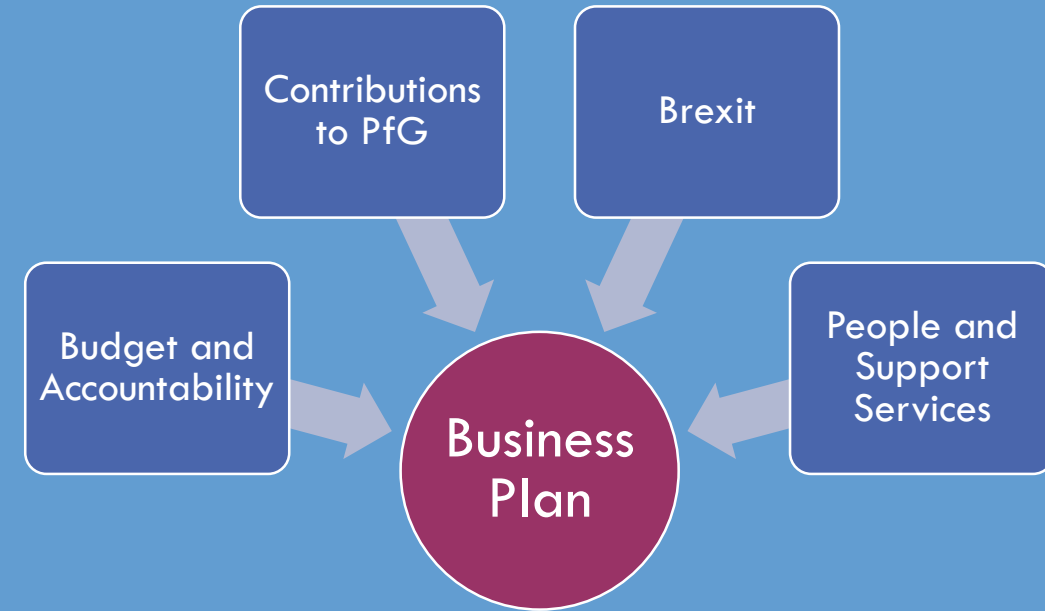 Contributions
to PfG
Brexit
Budget and
Accountability
People and
Support
Services
Business
Plan